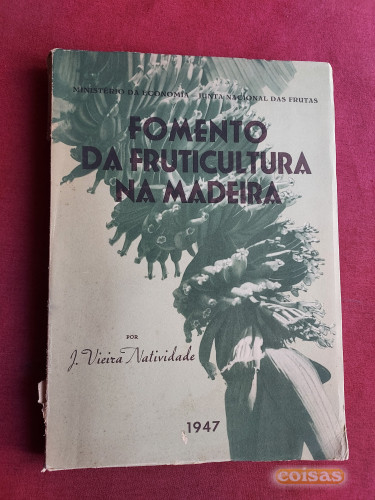 MINISTÉRIO DA ECONOMIA — JUNTA NACIONAL DAS FRUTAS
FOMENTO
DA FRUTICULTURA
NA MADEIRA
POR
J. Vieira Natividade
1947
coisas